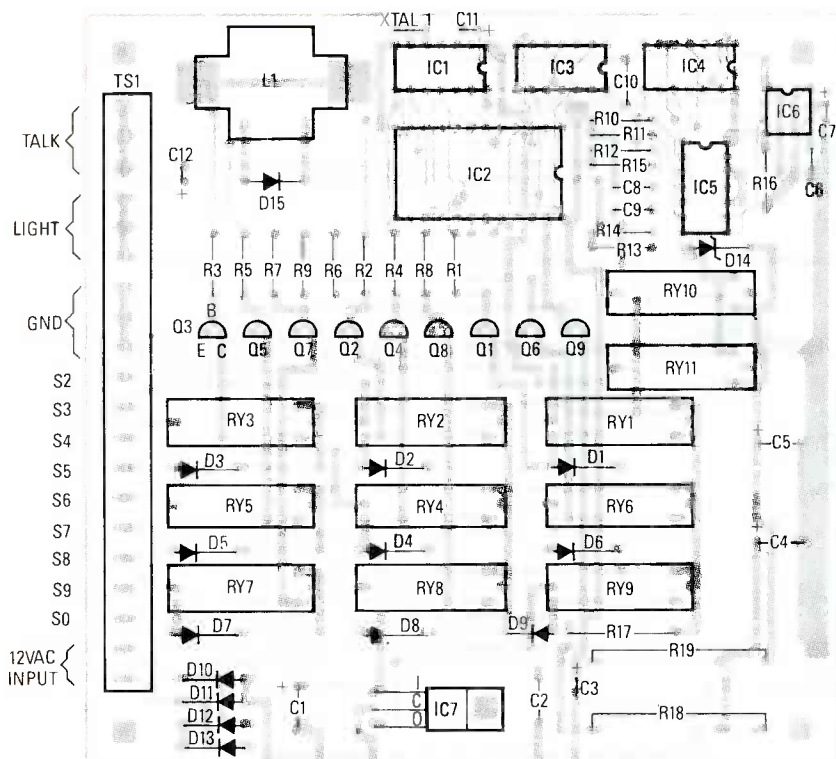 XTAL 1 C11
TS1
L1
IC1
IC3
IC4
C10
IC6
C7
TALK
C12
D15
IC2
R10
R11
R12
R15
C8
C9
R14
R13
IC5
R16
C6
D14
LIGHT
R3 R5 R7 R9 R6 R2 R4 R8 R1
RY10
GND
B
Q3
E C Q5 Q7 Q2 Q4 Q8 Q1 Q6 Q9
RY11
S2
S3
S4
S5
S6
S7
S8
S9
S0
12VAC
INPUT
RY3 RY2 RY1
C5
D3 D2 D1
RY5 RY4 RY6
C4
D5 D4 D6
RY7 RY8 RY9
D7 D8 D9 R17
R19
D10
D11
D12
D13
C1
I
C
O
IC7
C2
C3
R18